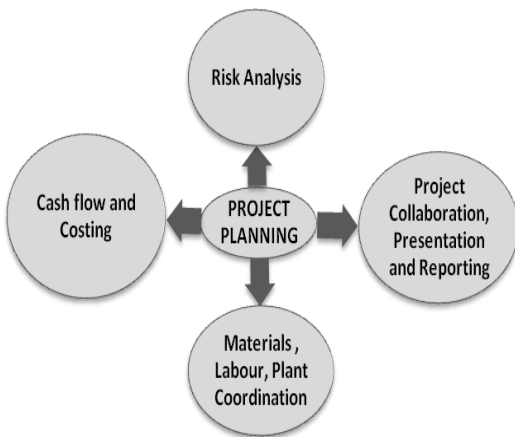 Risk Analysis
Cash flow and
Costing
PROJECT
PLANNING
Project
Collaboration,
Presentation
and Reporting
Materials ,
Labour, Plant
Coordination